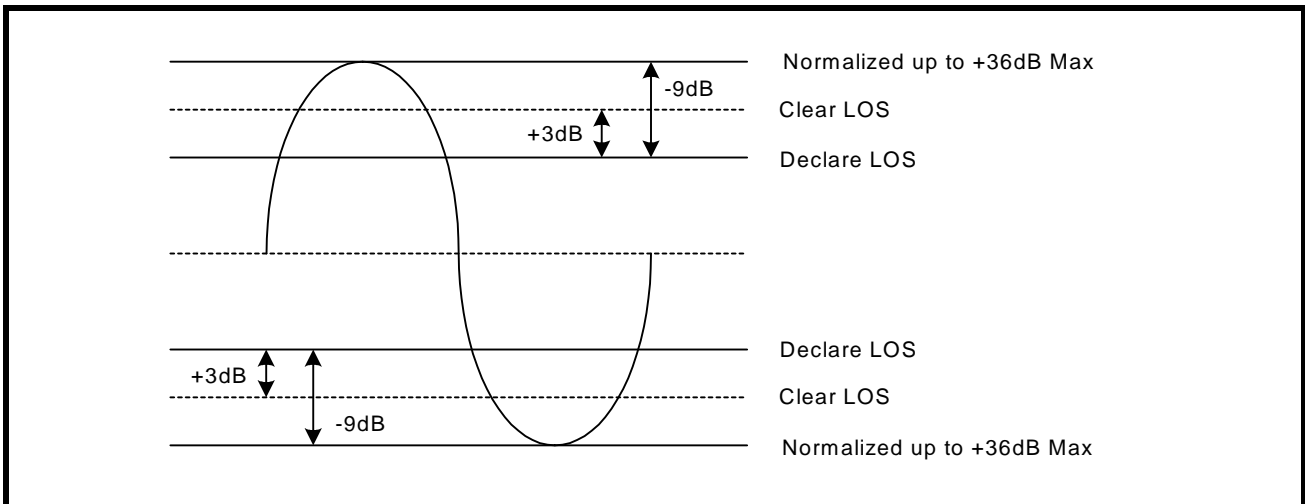 Normalized up to +36dB Max
-9dB
Clear LOS
+3dB
Declare LOS
Declare LOS
+3dB
Clear LOS
-9dB
Normalized up to +36dB Max